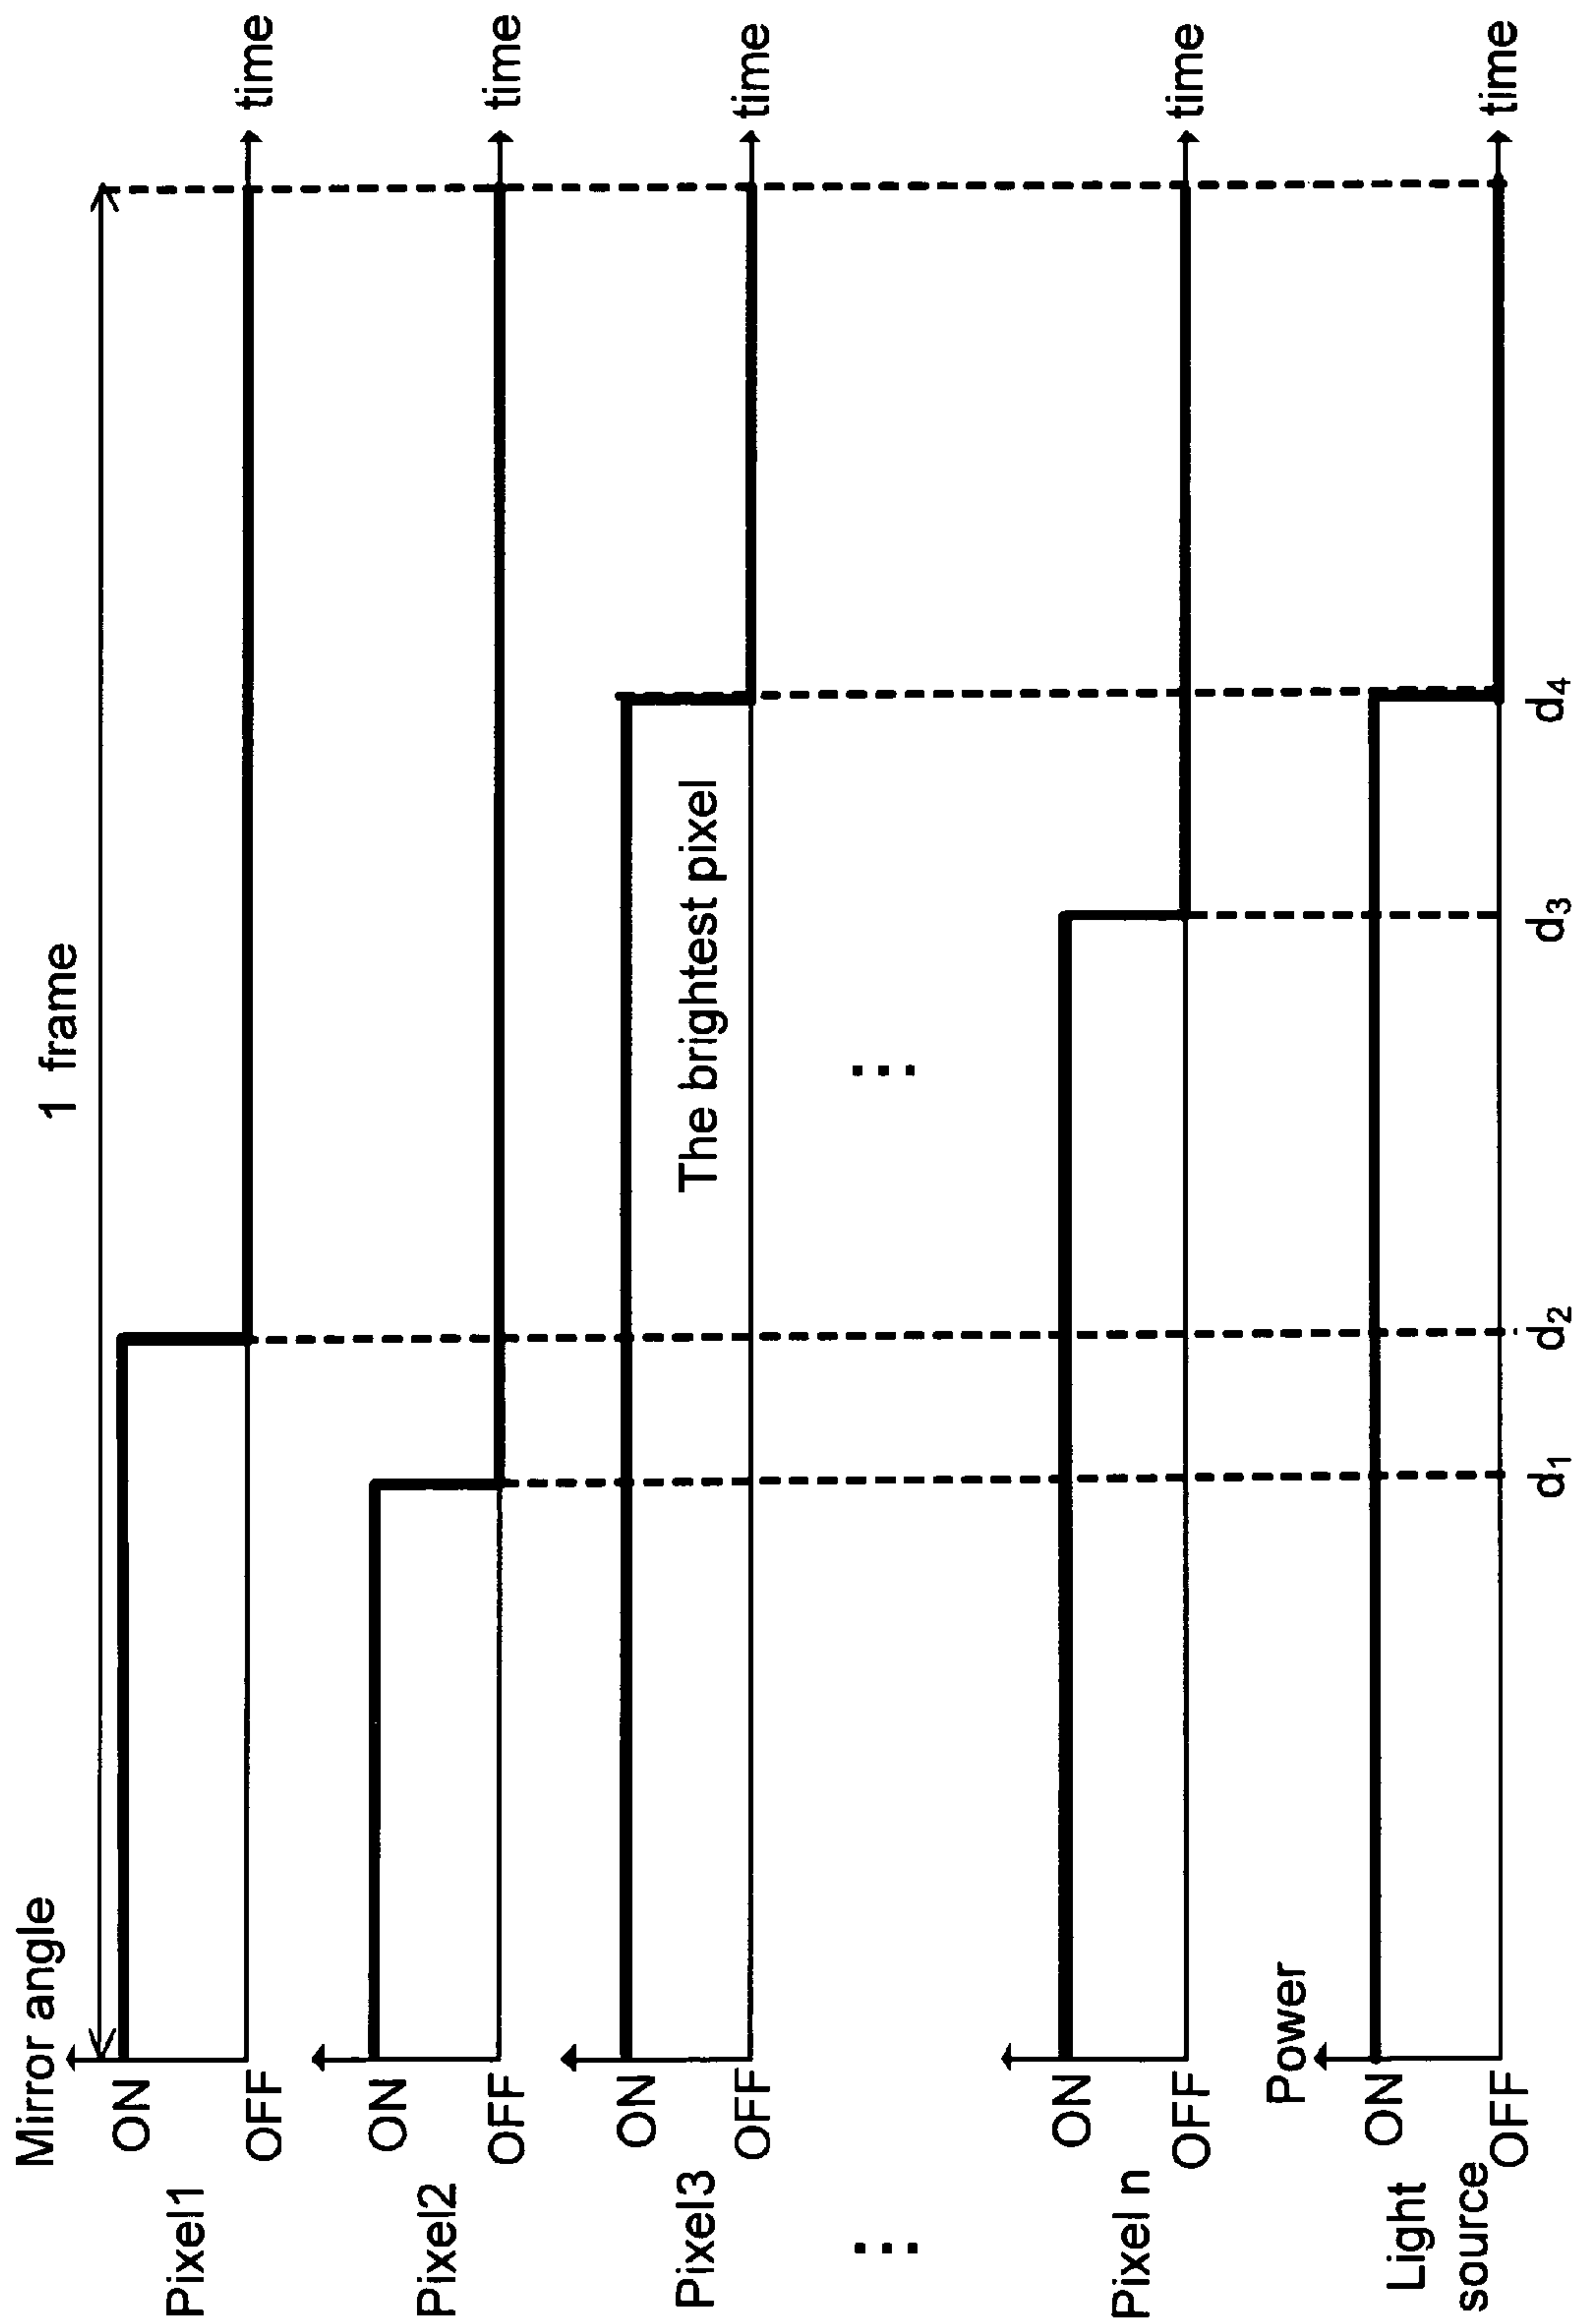 1 frame
Mirror angle
ON
OFF
Pixel1
time
ON
OFF
Pixel2
time
ON
OFF
Pixel3
The brightest pixel
time
...
...
ON
OFF
Pixel n
time
Power
ON
OFF
Light
source
time
d1
d2
d3
d4